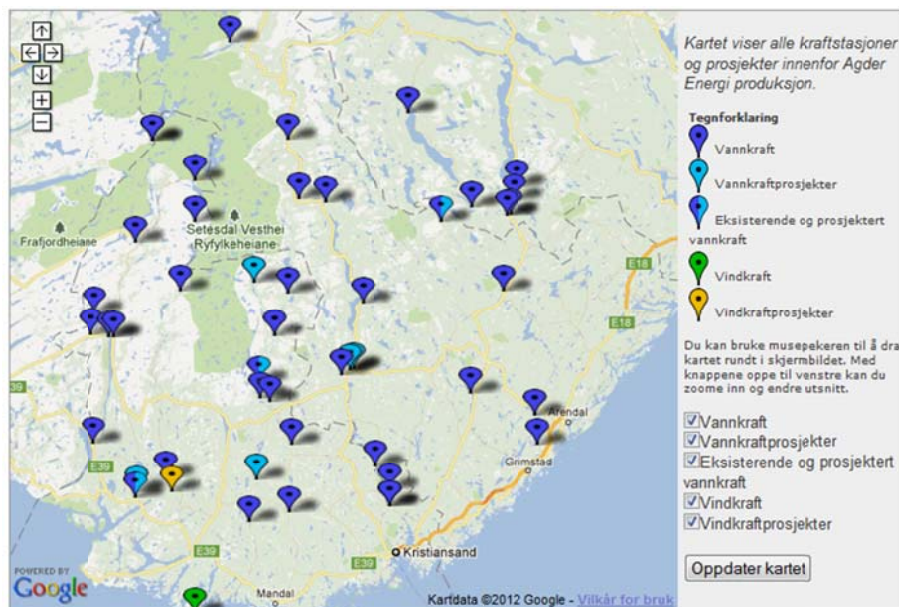 Kartet viser alle kraftstasjoner
og prosjekter innenfor Agder
Energi produksjon.
Tegnforklaring
Vannkraft
Vannkraftprosjekter
Eksisterende og prosjektert
vannkraft
Vindkraft
Vindkraftprosjekter
Du kan bruke musepekeren til å dra
kartet rundt i skjermbildet. Med
knappene oppe til venstre kan du
zoome inn og endre utsnitt.
Vannkraft
Vannkraftprosjekter
Eksisterende og prosjektert
vannkraft
Vindkraft
Vindkraftprosjekter
Oppdater kartet
Frafjordheiane
Setesdal Vesthei
Ryfylkeheiane
E18
E18
E39
E39
E39
E39
Arendal
Grimstad
Kristiansand
Mandal
POWERED BY
Google
Kartdata ©2012 Google - Vilkår for bruk